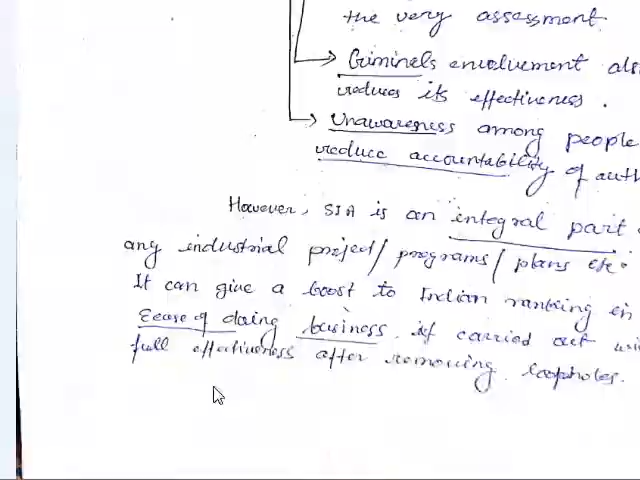 the very assessment
Criminals involvement als
reduces its effectiveness .
Unawareness among people
reduce accountability of auth
However, SIA is an integral part
any industrial project/ programs/ plans etc.
It can give a boost to Indian ranking in
Ease of doing business. if carried out wi
full effectiveness after removing loopholes.